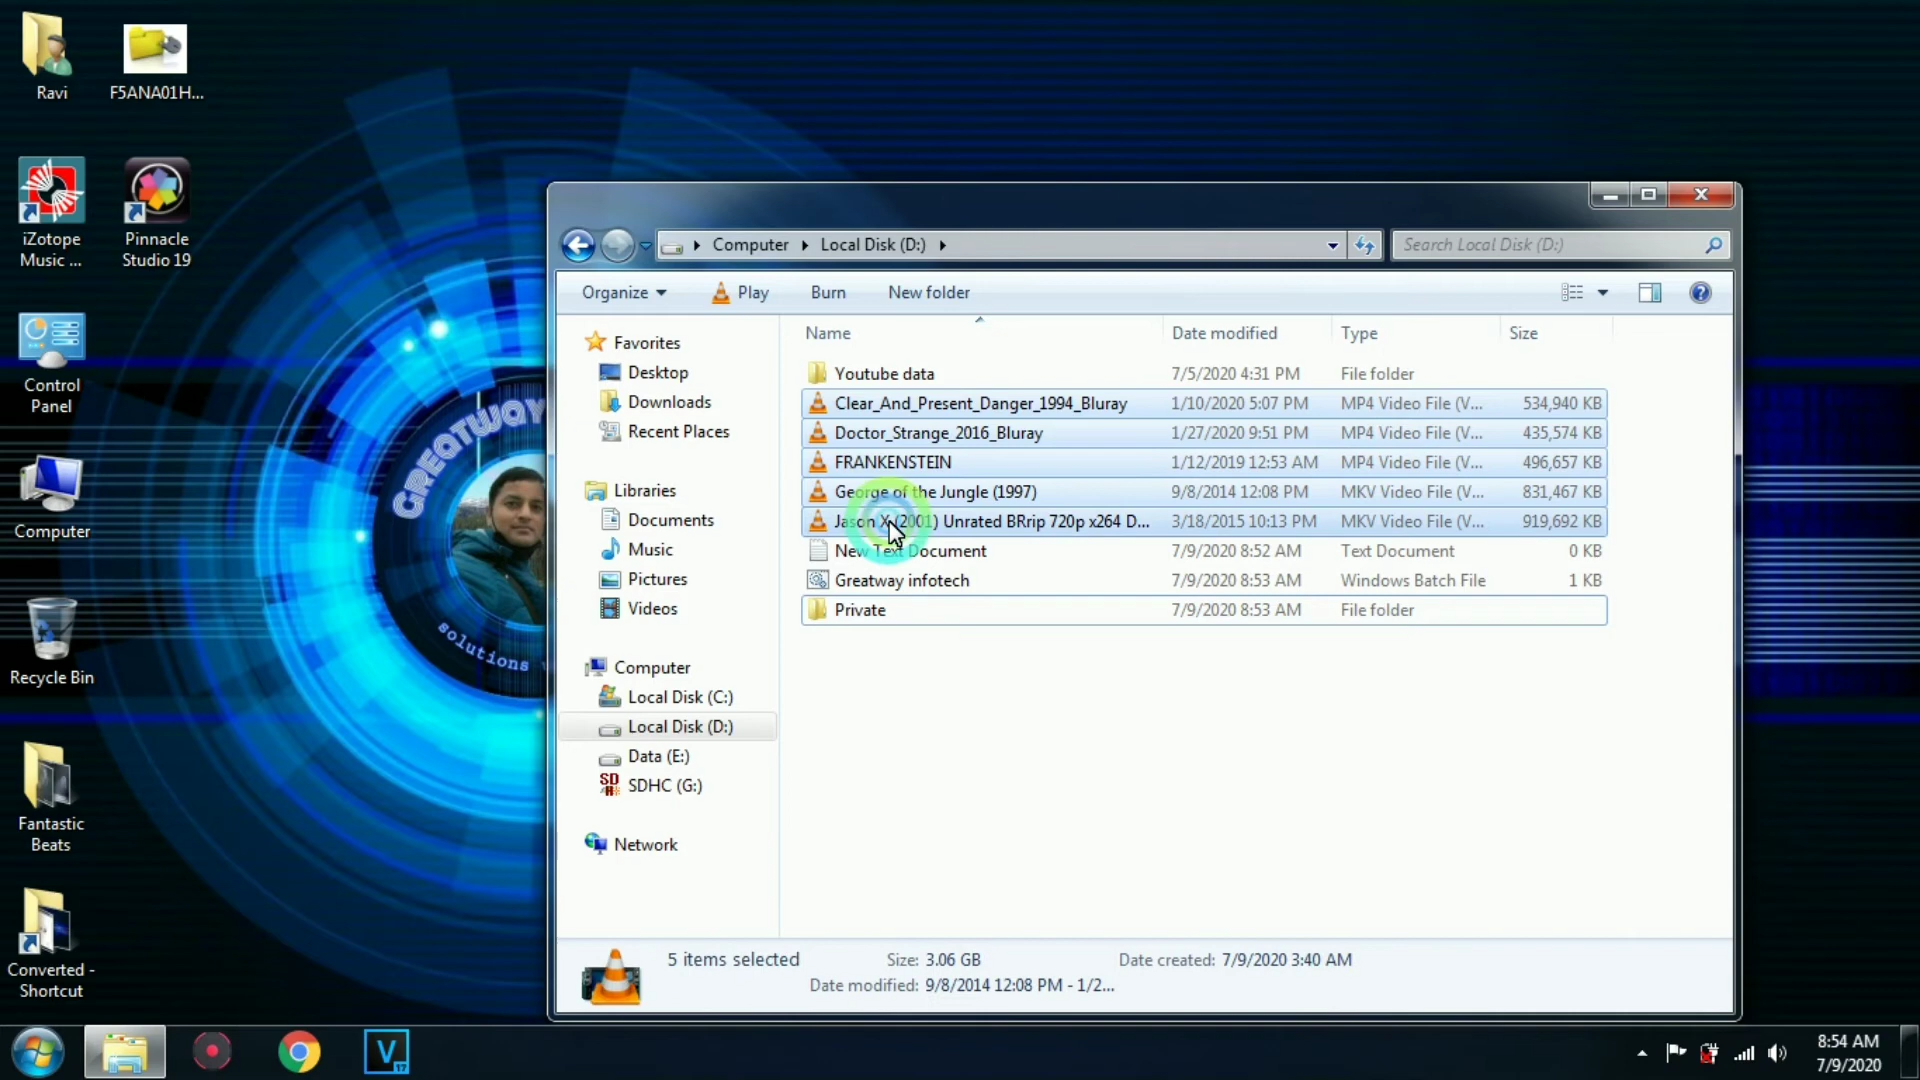 Ravi
F5ANA01H...
iZotope
Music ...
Pinnacle
Studio 19
Control
Panel
Computer
Recycle Bin
Fantastic
Beats
Converted -
Shortcut
GREATWAY
solutions
Computer
Local Disk (D:)
Search Local Disk (D:)
Organize
Play
Burn
New folder
Favorites
Desktop
Downloads
Recent Places
Libraries
Documents
Music
Pictures
Videos
Computer
Local Disk (C:)
Local Disk (D:)
Data (E:)
SDHC (G:)
Network
Name Date modified Type Size
Youtube data 7/5/2020 4:31 PM File folder
Clear_And_Present_Danger_1994_Bluray 1/10/2020 5:07 PM MP4 Video File (V... 534,940 KB
Doctor_Strange_2016_Bluray 1/27/2020 9:51 PM MP4 Video File (V... 435,574 KB
FRANKENSTEIN 1/12/2019 12:53 AM MP4 Video File (V... 496,657 KB
George of the Jungle (1997) 9/8/2014 12:08 PM MKV Video File (V... 831,467 KB
Jason X (2001) Unrated BRrip 720p x264 D... 3/18/2015 10:13 PM MKV Video File (V... 919,692 KB
New Text Document 7/9/2020 8:52 AM Text Document 0 KB
Greatway infotech 7/9/2020 8:53 AM Windows Batch File 1 KB
Private 7/9/2020 8:53 AM File folder
5 items selected Size: 3.06 GB Date created: 7/9/2020 3:40 AM
Date modified: 9/8/2014 12:08 PM - 1/2...
V
17
8:54 AM
7/9/2020